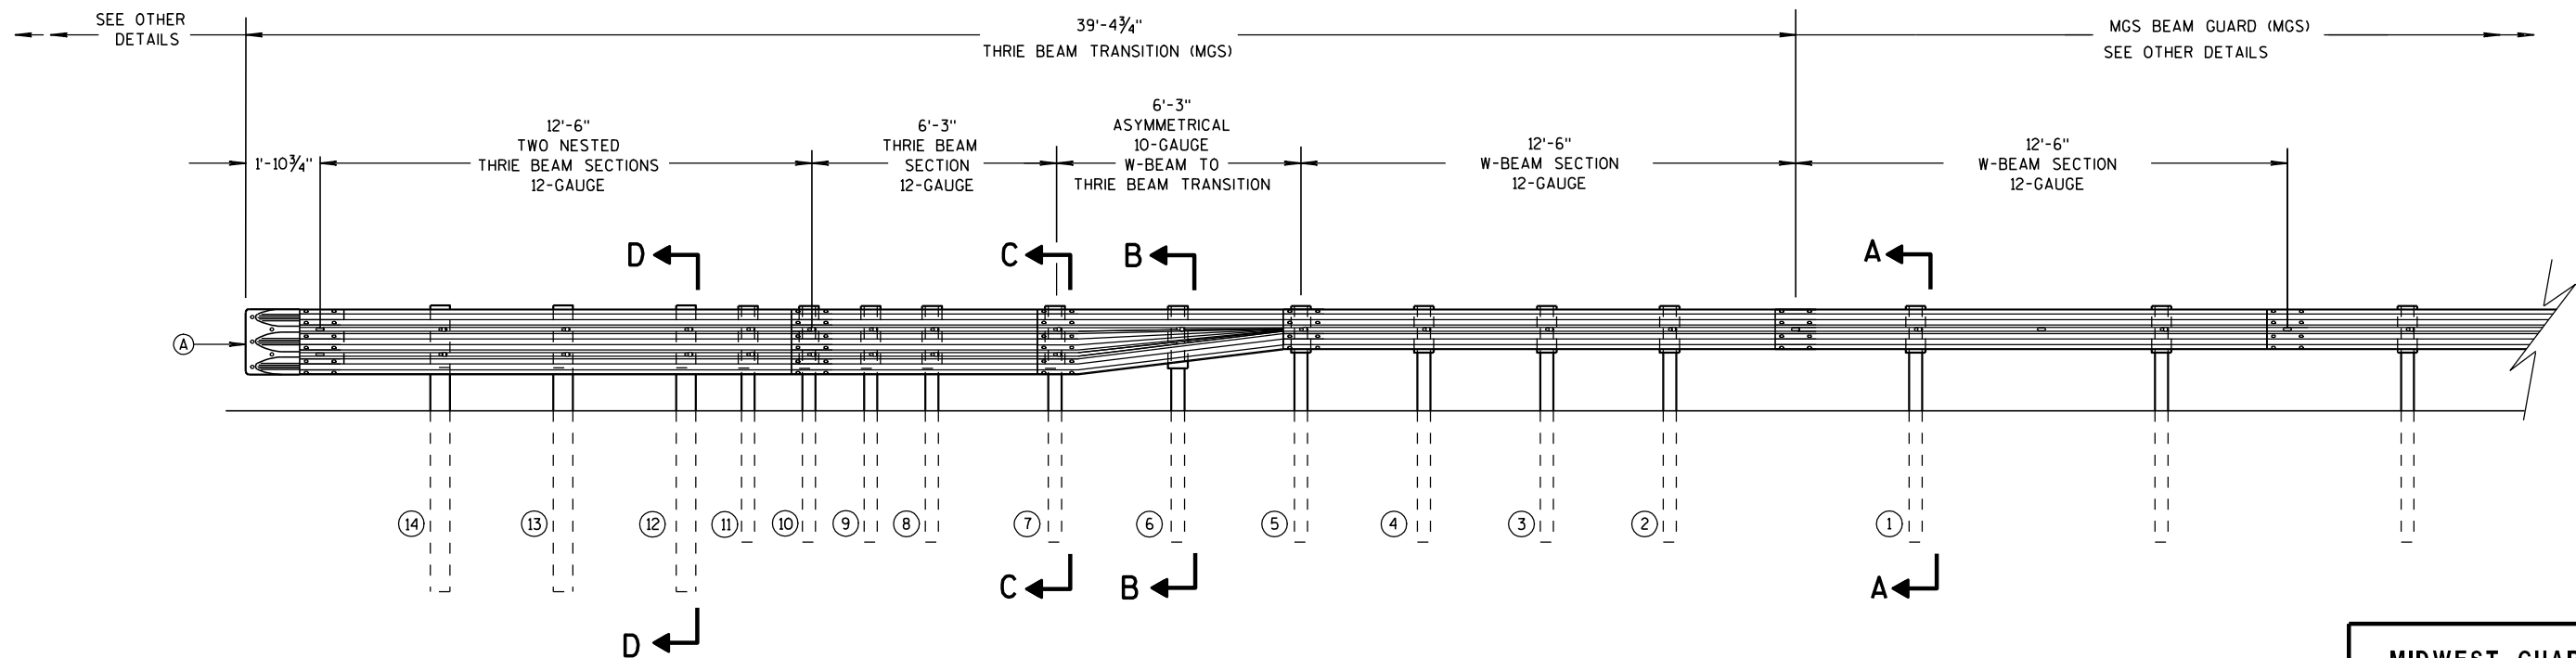 SEE OTHER
DETAILS
39'-4¾"
THRIE BEAM TRANSITION (MGS)
MGS BEAM GUARD (MGS)
SEE OTHER DETAILS
1'-10¾"
12'-6"
TWO NESTED
THRIE BEAM SECTIONS
12-GAUGE
6'-3"
THRIE BEAM
SECTION
12-GAUGE
6'-3"
ASYMMETRICAL
10-GAUGE
W-BEAM TO
THRIE BEAM TRANSITION
12'-6"
W-BEAM SECTION
12-GAUGE
12'-6"
W-BEAM SECTION
12-GAUGE
D
C
B
A
A
14
13
12
11
10
9
8
7
6
5
4
3
2
1
C
B
A
D